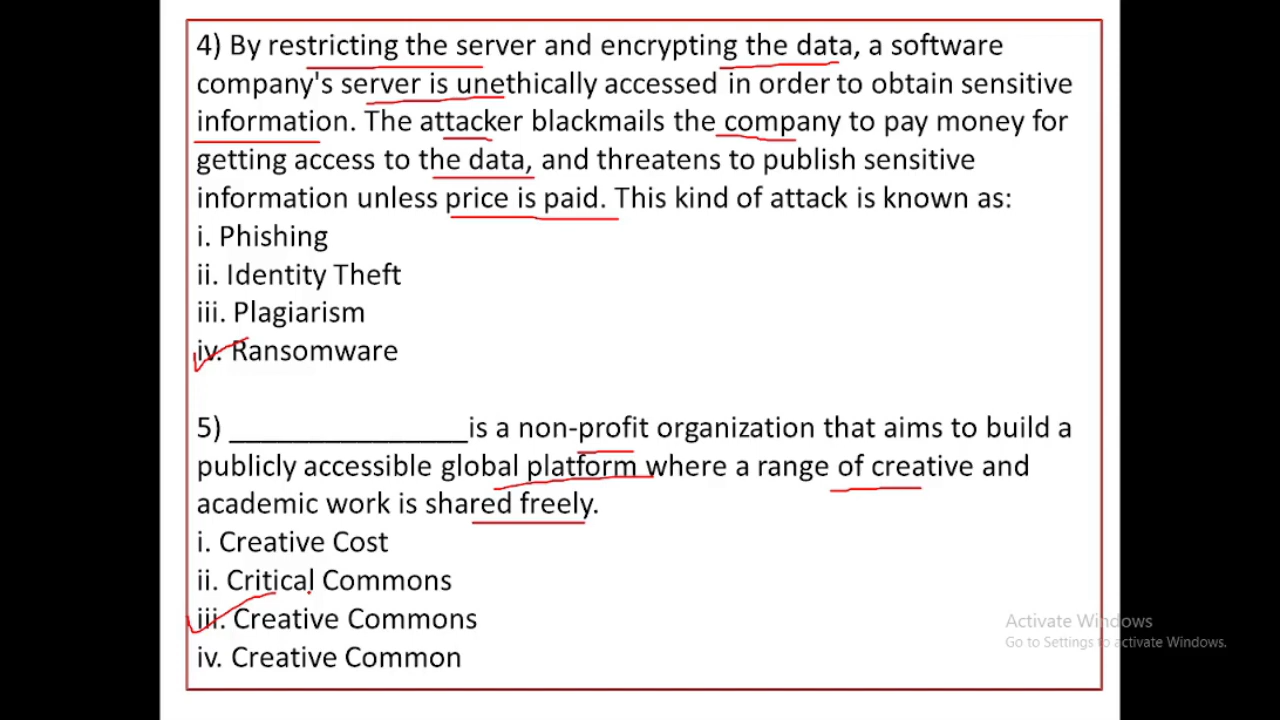 4) By restricting the server and encrypting the data, a software
company's server is unethically accessed in order to obtain sensitive
information. The attacker blackmails the company to pay money for
getting access to the data, and threatens to publish sensitive
information unless price is paid. This kind of attack is known as:
i. Phishing
ii. Identity Theft
iii. Plagiarism
iv. Ransomware
5) _______________is a non-profit organization that aims to build a
publicly accessible global platform where a range of creative and
academic work is shared freely.
i. Creative Cost
ii. Critical Commons
iii. Creative Commons
iv. Creative Common
Activate Windows
Go to Settings to activate Windows.